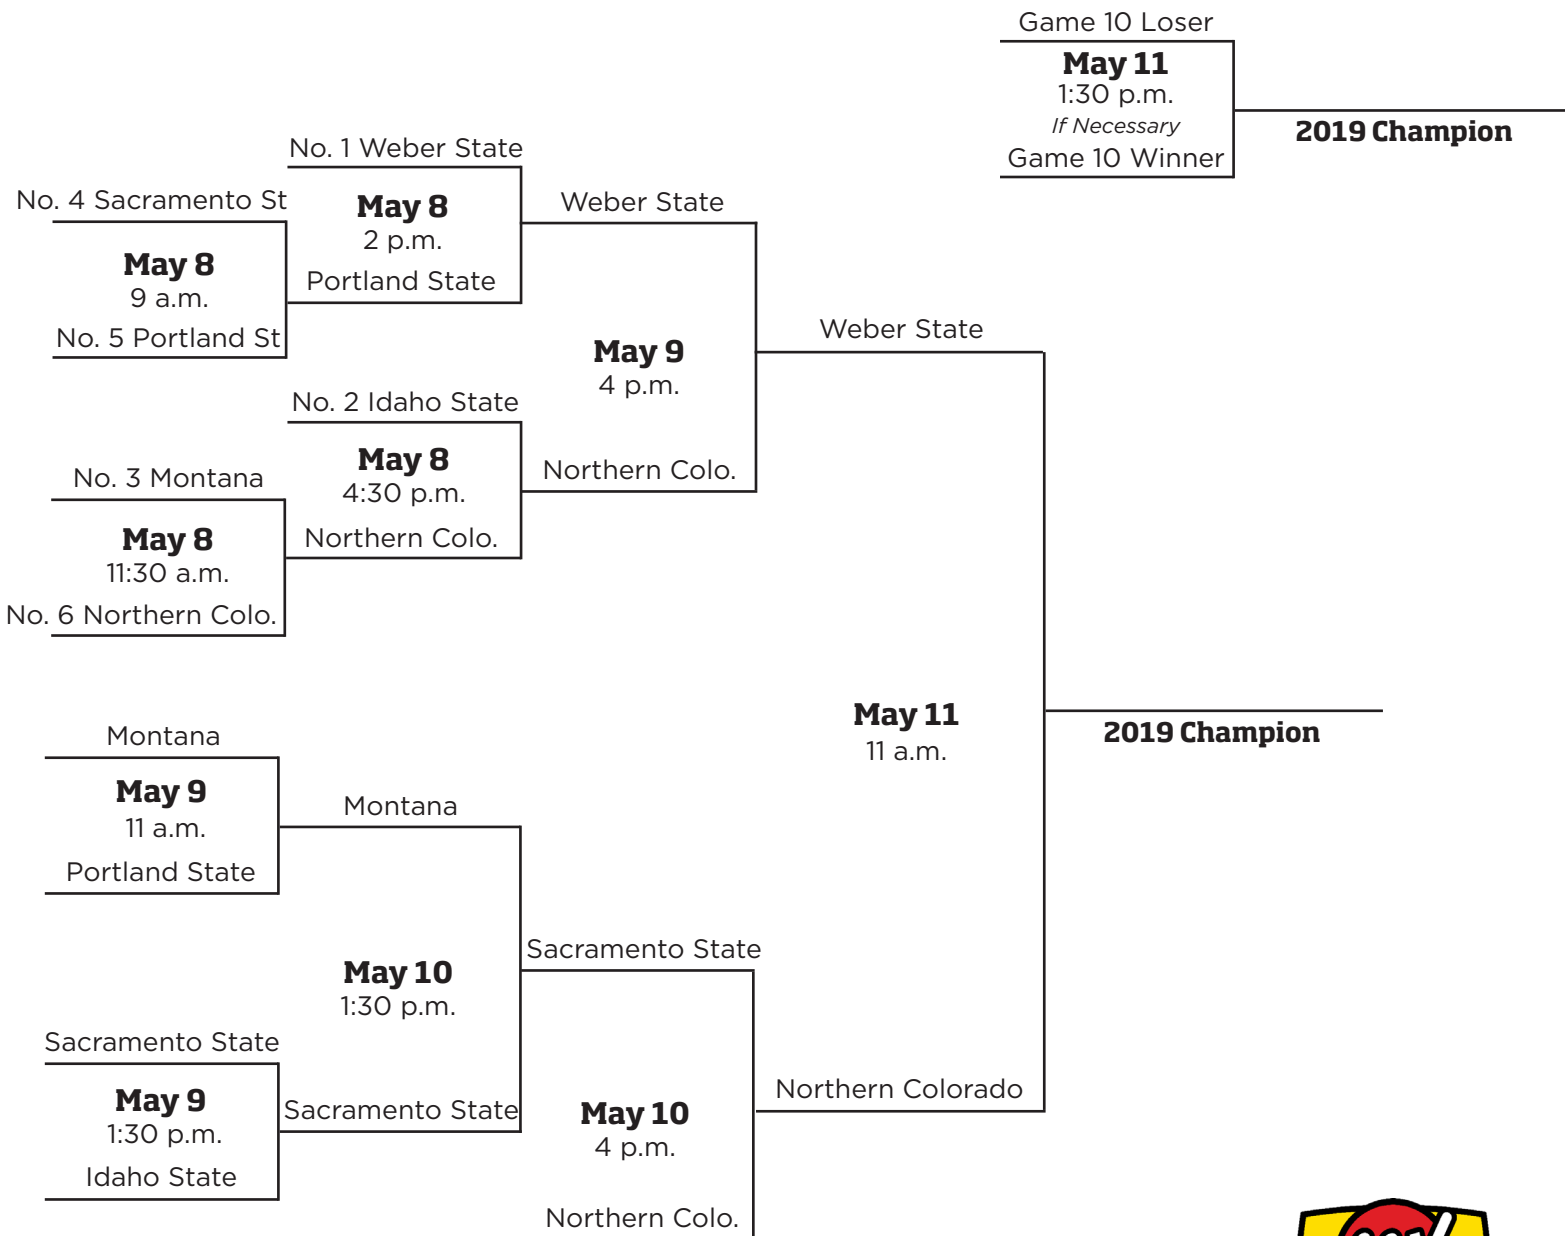 Game 10 Loser
May 11
1:30 p.m.
If Necessary
Game 10 Winner
2019 Champion
No. 1 Weber State
No. 4 Sacramento St
May 8
2 p.m.
Weber State
May 8
9 a.m.
Portland State
No. 5 Portland St
May 9
4 p.m.
Weber State
No. 2 Idaho State
No. 3 Montana
May 8
4:30 p.m.
Northern Colo.
May 8
11:30 a.m.
Northern Colo.
No. 6 Northern Colo.
May 11
11 a.m.
2019 Champion
Montana
May 9
11 a.m.
Montana
Portland State
Sacramento State
May 10
1:30 p.m.
Sacramento State
May 9
1:30 p.m.
Sacramento State
Idaho State
May 10
4 p.m.
Northern Colorado
Northern Colo.